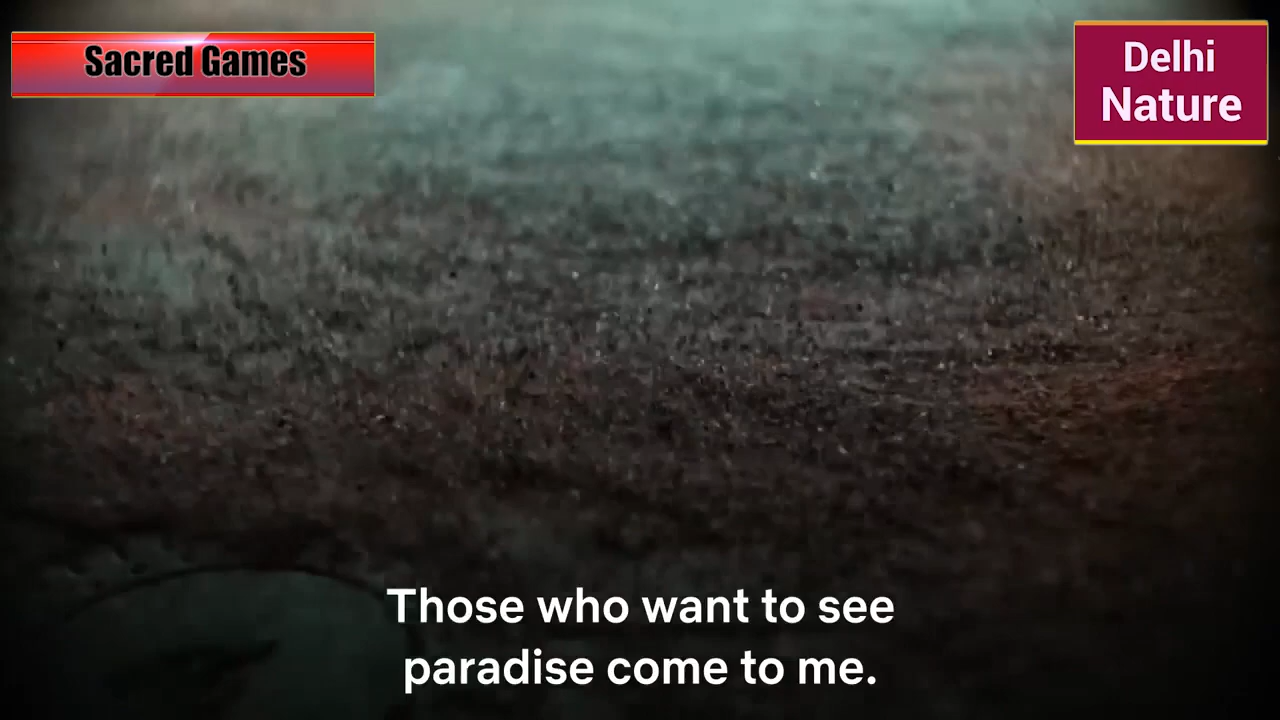 Sacred Games
Delhi
Nature
Those who want to see
paradise come to me.